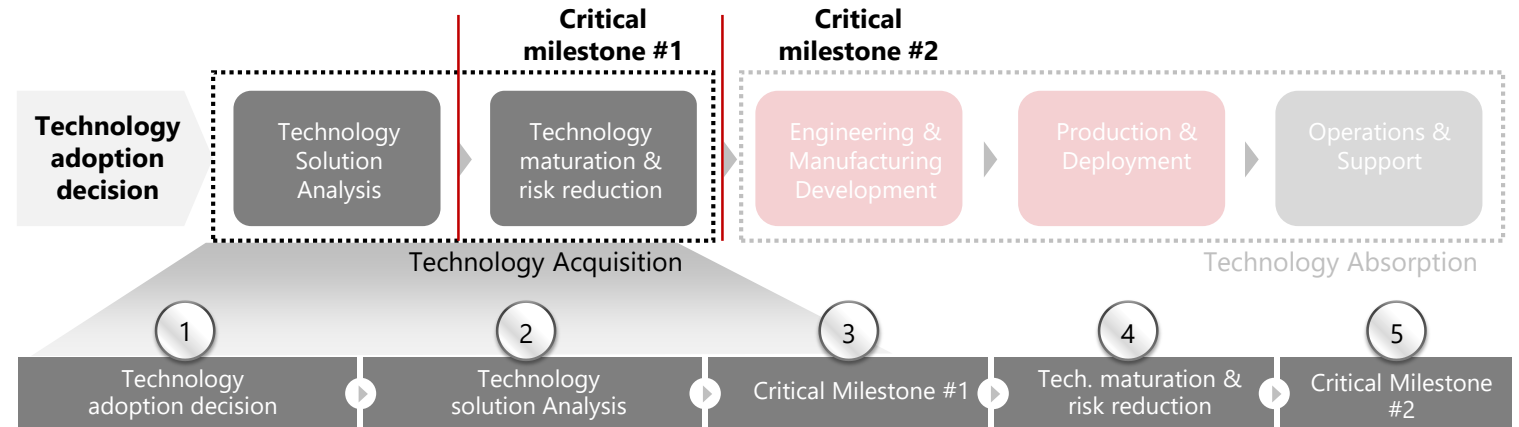 Critical
milestone #1
Critical
milestone #2
Technology
adoption
decision
Technology
Solution
Analysis
Technology
maturation &
risk reduction
Engineering &
Manufacturing
Development
Production &
Deployment
Operations &
Support
Technology Acquisition
Technology Absorption
1
2
3
4
5
Technology
adoption decision
Technology
solution Analysis
Critical Milestone #1
Tech. maturation &
risk reduction
Critical Milestone
#2